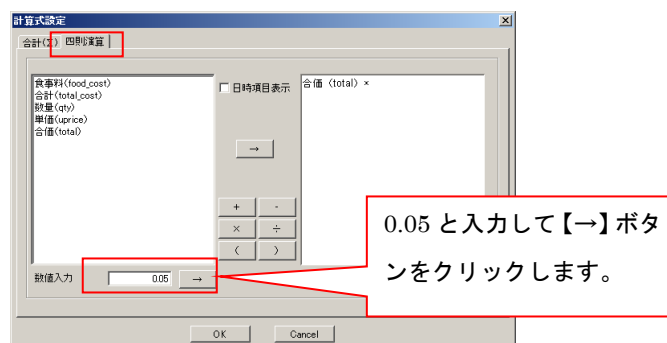 計算式設定
合計(Σ) 四則演算
食事料(food_cost)
合計(total_cost)
数量(qty)
単価(uprice)
合価(total)
日時項目表示
合価（total）×
→
+ -
× ÷
( )
数値入力 0.05 →
OK Cancel
0.05 と入力して【→】ボタ
ンをクリックします。